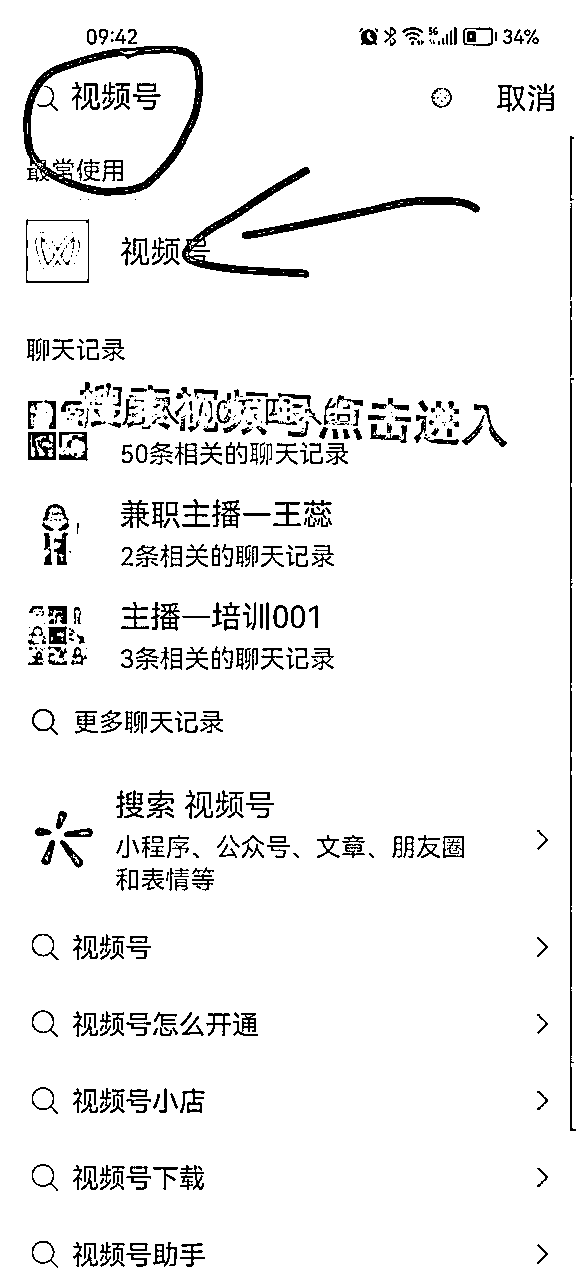 09:42 34%
视频号 取消
最常使用
视频号
聊天记录
搜索视频号点击进入
50条相关的聊天记录
兼职主播一王蕊
2条相关的聊天记录
主播一培训001
3条相关的聊天记录
更多聊天记录
搜索 视频号
小程序、公众号、文章、朋友圈
和表情等
视频号
视频号怎么开通
视频号小店
视频号下载
视频号助手